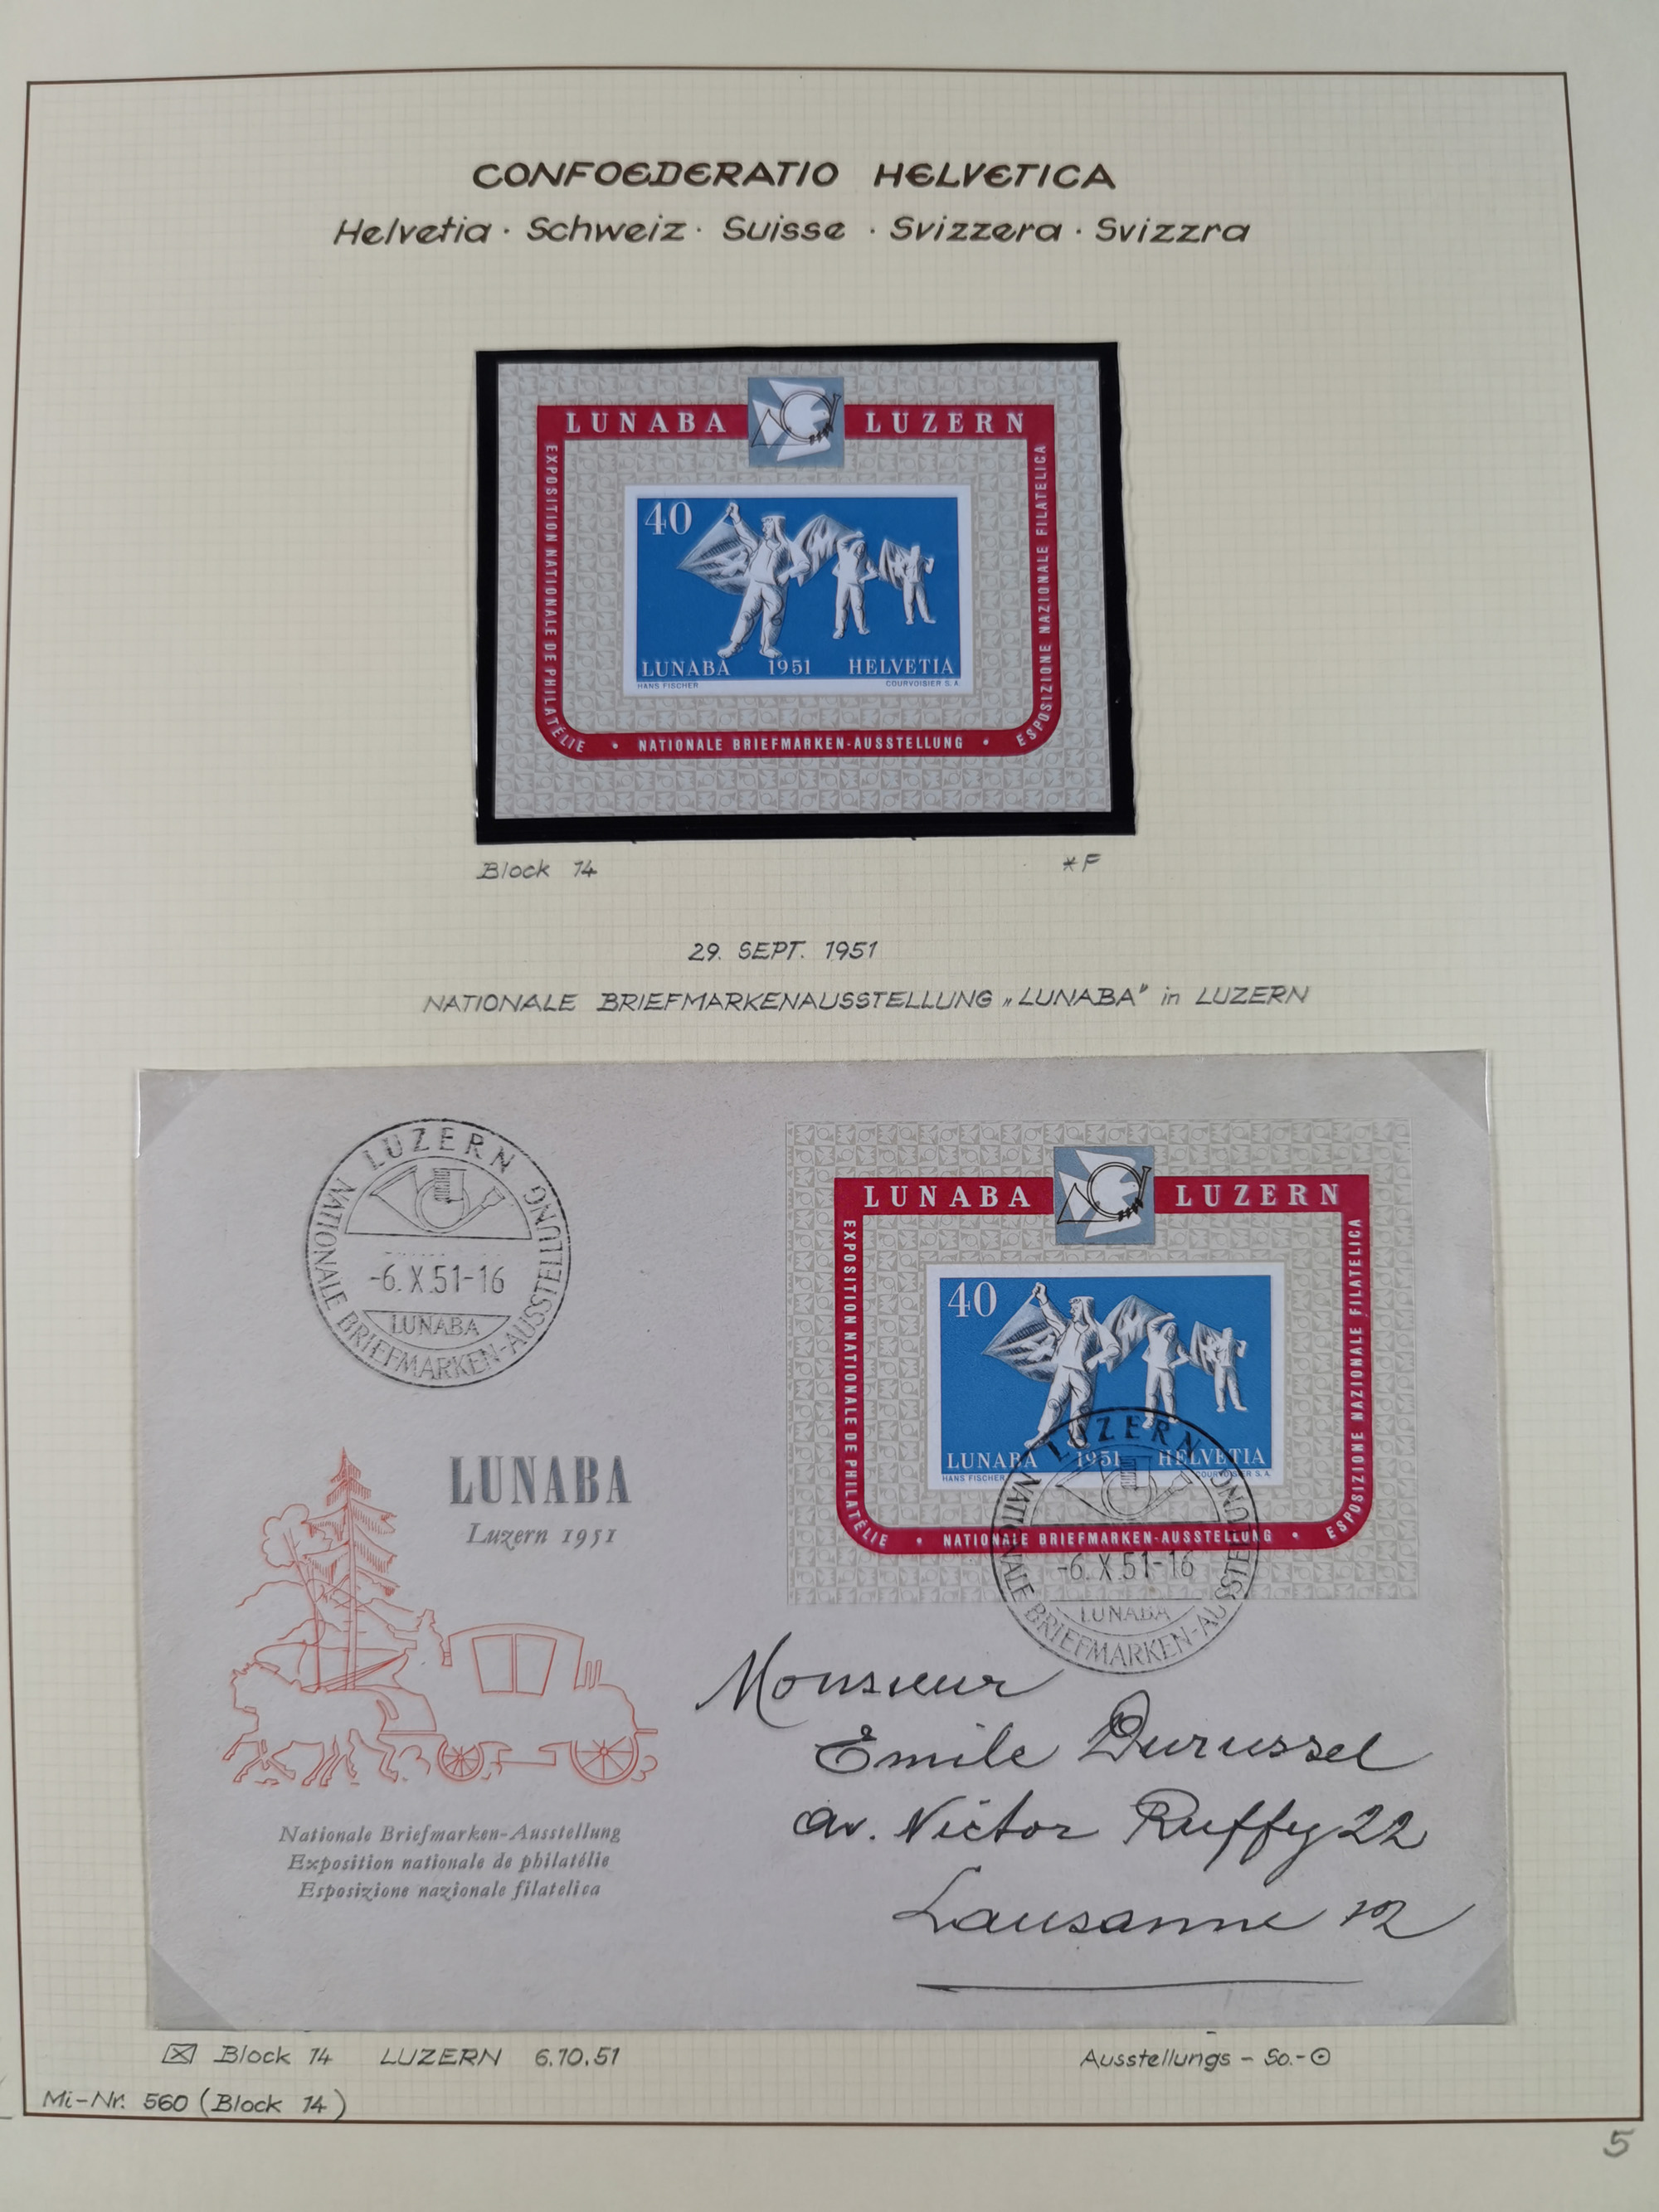 CONFOEDERATIO HELVETICA
Helvetia · Schweiz · Suisse · Svizzera · Svizzra
LUNABA LUZERN
EXPOSITION NATIONALE DE PHILATÉLIE • NATIONALE BRIEFMARKEN-AUSSTELLUNG • ESPOSIZIONE NAZIONALE FILATELICA
40
LUNABA 1951 HELVETIA
HANS FISCHER COURVOISIER S.A.
Block 14 *F
29. SEPT. 1951
NATIONALE BRIEFMARKENAUSSTELLUNG „LUNABA" in LUZERN
LUZERN
NATIONALE BRIEFMARKEN-AUSSTELLUNG
-6.X.51-16
LUNABA
LUNABA LUZERN
EXPOSITION NATIONALE DE PHILATÉLIE • NATIONALE BRIEFMARKEN-AUSSTELLUNG • ESPOSIZIONE NAZIONALE FILATELICA
40
LUNABA 1951 HELVETIA
HANS FISCHER COURVOISIER S.A.
LUZERN
NATIONALE BRIEFMARKEN-AUSSTELLUNG
-6.X.51-16
LUNABA
LUNABA
Luzern 1951
Nationale Briefmarken-Ausstellung
Exposition nationale de philatélie
Esposizione nazionale filatelica
Monsieur
Emile Durussel
av. Victor Ruffy 22
Lausanne 12
Block 14 LUZERN 6.10.51 Ausstellungs-So.-⊙
Mi-Nr. 560 (Block 14)
5